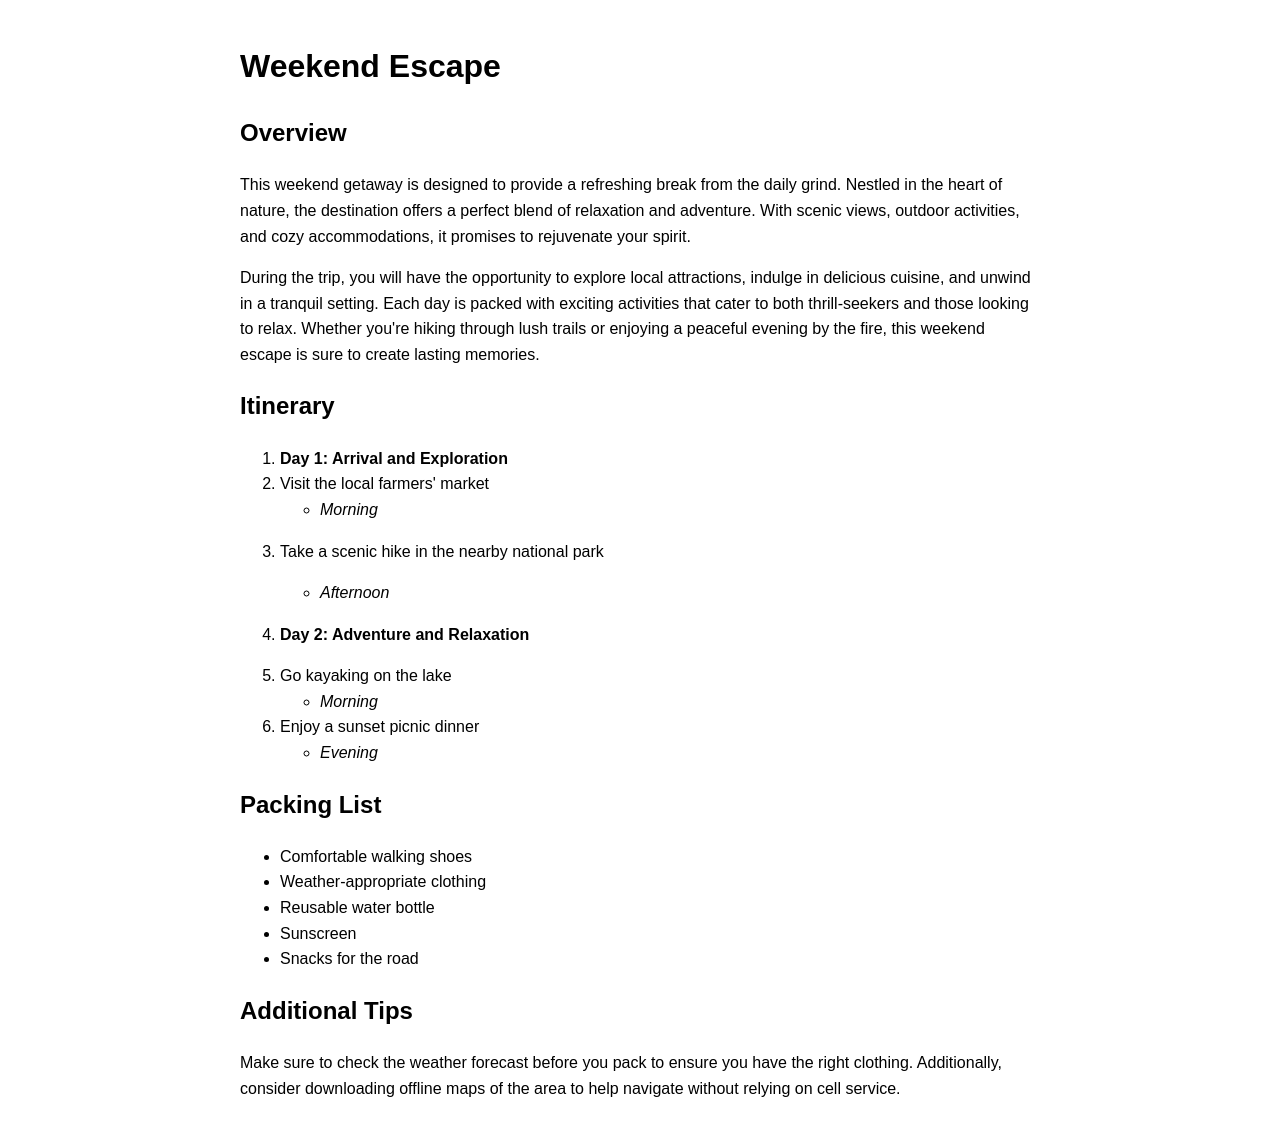 Weekend Escape
Overview
This weekend getaway is designed to provide a refreshing break from the daily grind. Nestled in the heart of
nature, the destination offers a perfect blend of relaxation and adventure. With scenic views, outdoor activities,
and cozy accommodations, it promises to rejuvenate your spirit.
During the trip, you will have the opportunity to explore local attractions, indulge in delicious cuisine, and unwind
in a tranquil setting. Each day is packed with exciting activities that cater to both thrill-seekers and those looking
to relax. Whether you're hiking through lush trails or enjoying a peaceful evening by the fire, this weekend
escape is sure to create lasting memories.
Itinerary
1. Day 1: Arrival and Exploration
2. Visit the local farmers' market
◦ Morning
3. Take a scenic hike in the nearby national park
◦ Afternoon
4. Day 2: Adventure and Relaxation
5. Go kayaking on the lake
◦ Morning
6. Enjoy a sunset picnic dinner
◦ Evening
Packing List
• Comfortable walking shoes
• Weather-appropriate clothing
• Reusable water bottle
• Sunscreen
• Snacks for the road
Additional Tips
Make sure to check the weather forecast before you pack to ensure you have the right clothing. Additionally,
consider downloading offline maps of the area to help navigate without relying on cell service.